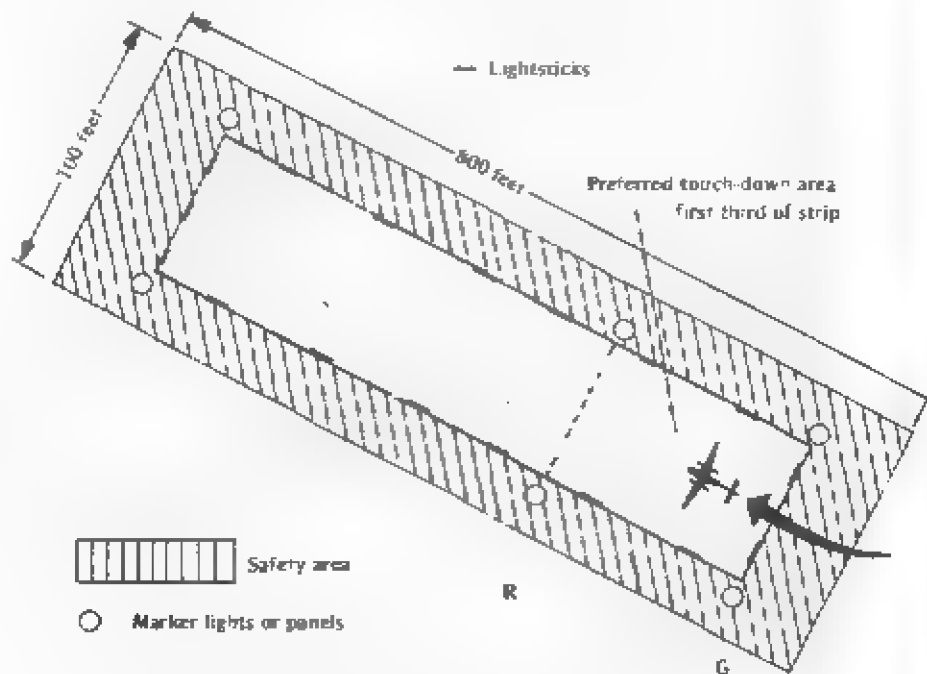 Lightsticks
100 feet
800 feet
Preferred touch-down area
first third of strip
Safety area
R
Marker lights or panels
G